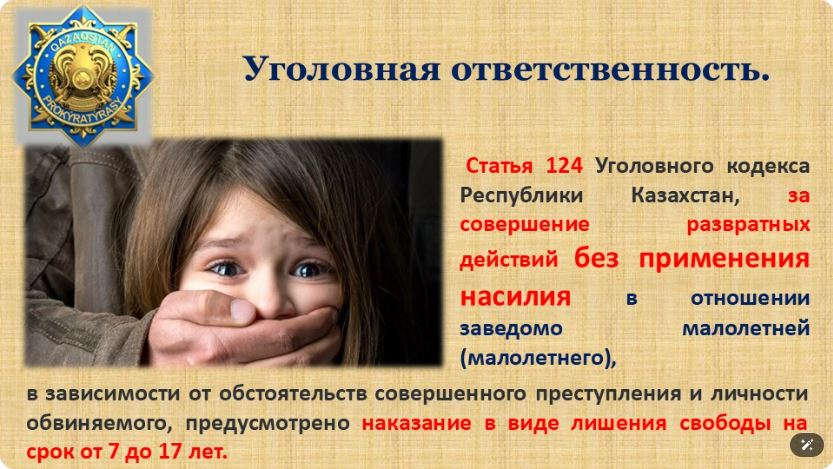 QAZAQSTAN
PROKYRATYRASY
Уголовная ответственность.
Статья 124 Уголовного кодекса
Республики Казахстан, за
совершение развратных
действий без применения
насилия в отношении
заведомо малолетней
(малолетнего),
в зависимости от обстоятельств совершенного преступления и личности
обвиняемого, предусмотрено наказание в виде лишения свободы на
срок от 7 до 17 лет.